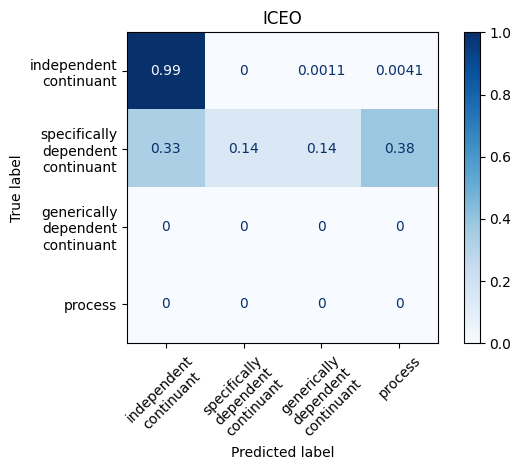 ICEO
True label
independent
continuant
0.99 0 0.0011 0.0041
specifically
dependent
continuant
0.33 0.14 0.14 0.38
generically
dependent
continuant
0 0 0 0
process
0 0 0 0
independent
continuant
specifically
dependent
continuant
generically
dependent
continuant
process
Predicted label
1.0
0.8
0.6
0.4
0.2
0.0